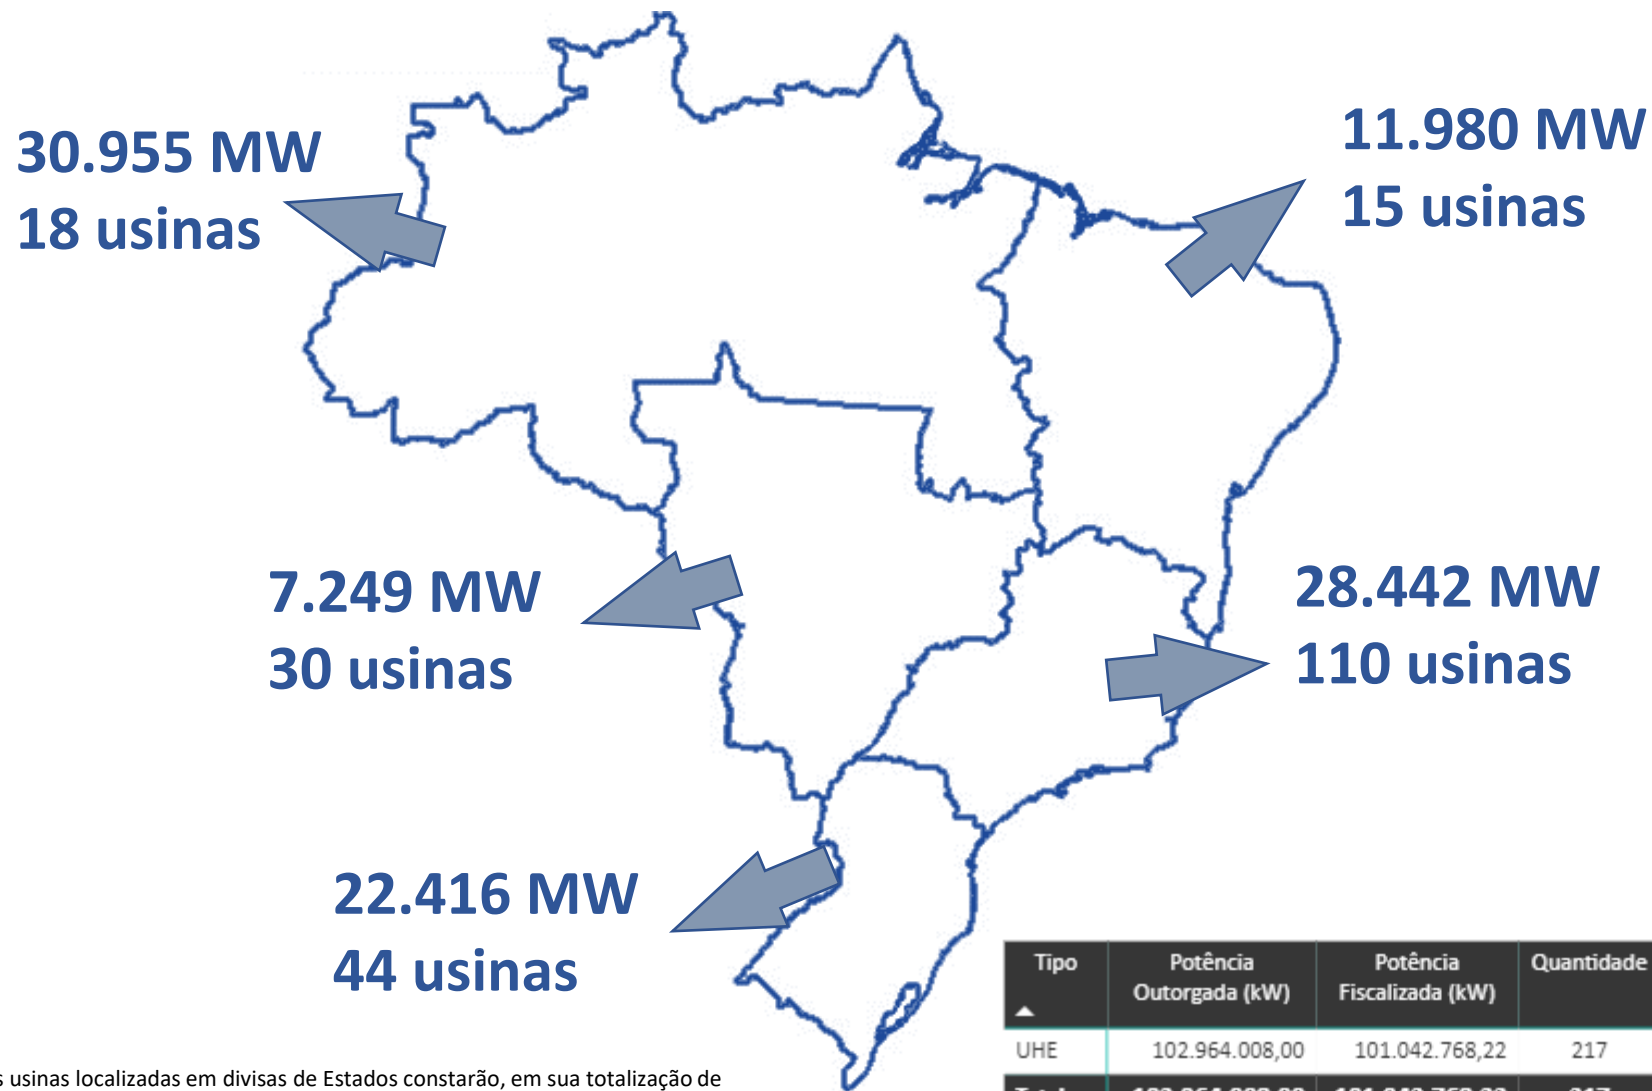 30.955 MW
18 usinas
11.980 MW
15 usinas
7.249 MW
30 usinas
28.442 MW
110 usinas
22.416 MW
44 usinas
Tipo Potência Outorgada (kW) Potência Fiscalizada (kW) Quantidade
UHE 102.964.008,00 101.042.768,22 217
usinas localizadas em divisas de Estados constarão, em sua totalização de